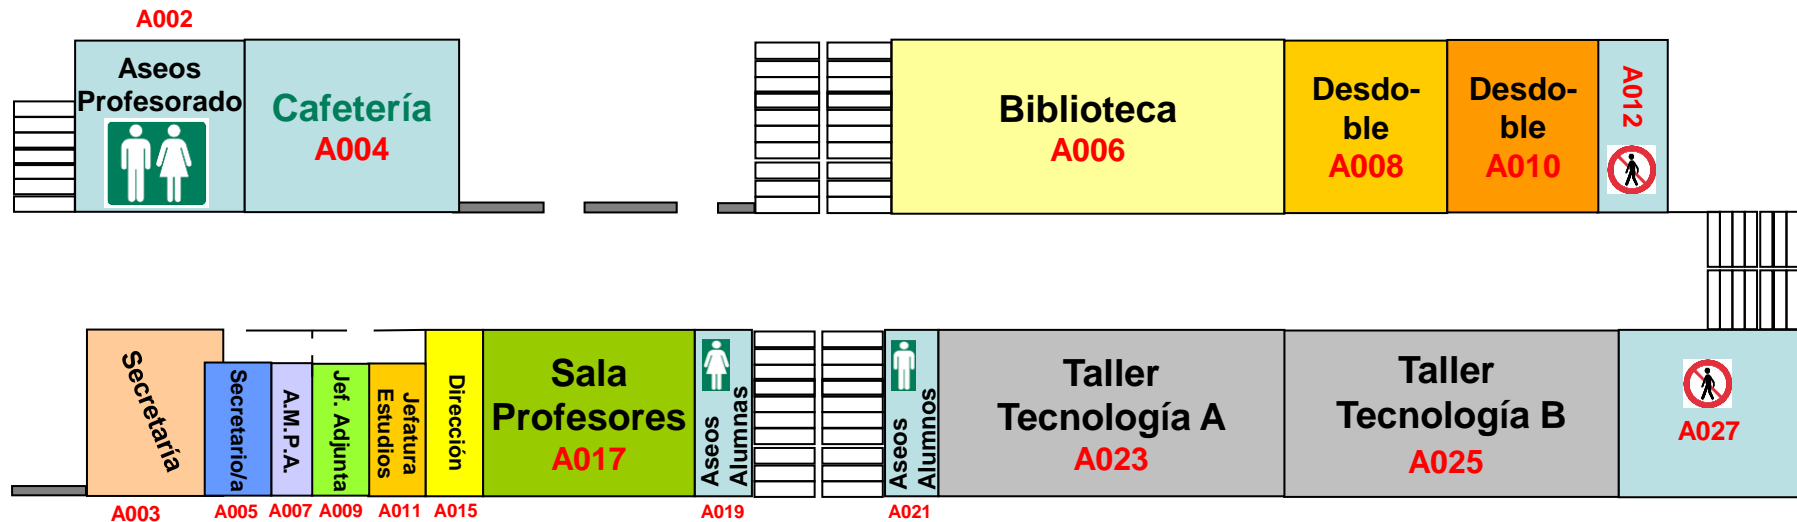 A002
Aseos
Profesorado
Cafetería
A004
Biblioteca
A006
Desdo-
ble
A008
Desdo-
ble
A010
A012
Secretaría
A003
Secretario/a
A005
A.M.P.A.
A007
Jef. Adjunta
A009
Jefatura
Estudios
A011
Dirección
A015
Sala
Profesores
A017
Aseos
Alumnas
A019
Aseos
Alumnos
A021
Taller
Tecnología A
A023
Taller
Tecnología B
A025
A027